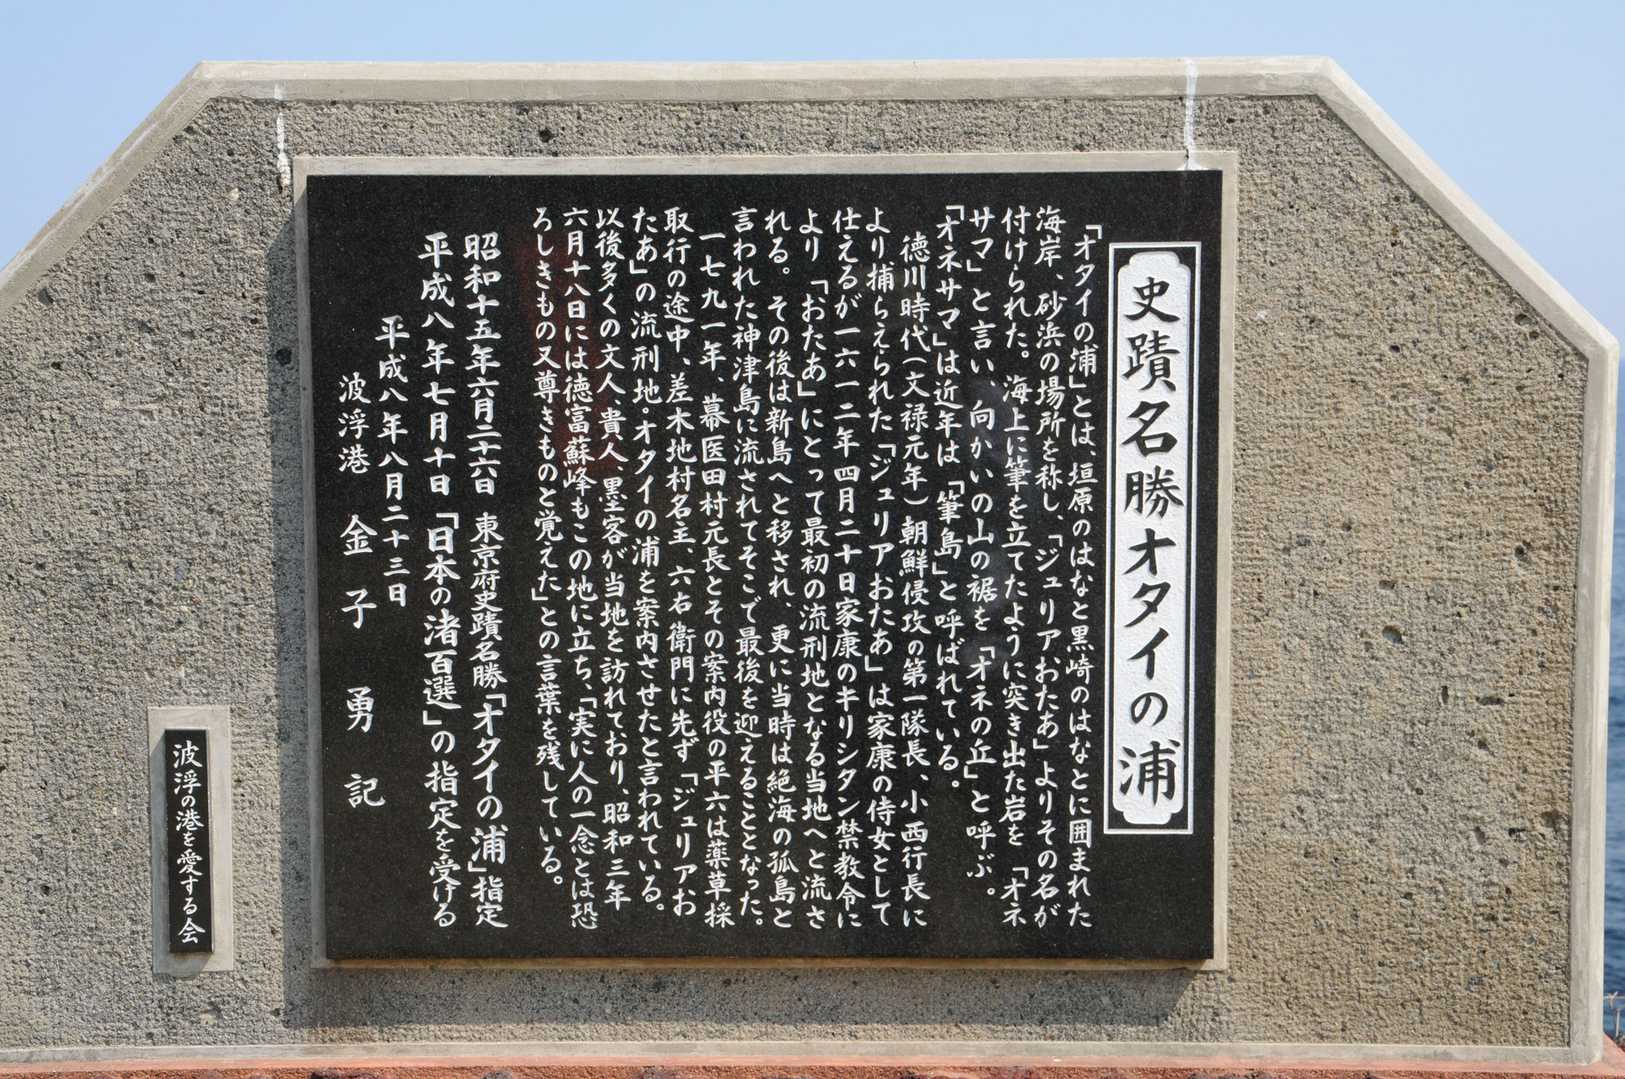 史蹟名勝オタイの浦
「オタイの浦」とは、垣原のはなと黒崎のはなとに囲まれた
海岸、砂浜の場所を称し、「ジュリアおたあ」よりその名が
付けられた。海上に筆を立てたように突き出た岩を「オネ
サマ」と言い、向かいの山の裾を「オネの丘」と呼ぶ。
「オネサマ」は近年は「筆島」と呼ばれている。
徳川時代(文禄元年)朝鮮侵攻の第一隊長、小西行長に
より捕らえられた「ジュリアおたあ」は家康の侍女として
仕えるが一六一二年四月二十日家康のキリシタン禁教令に
より「おたあ」にとって最初の流刑地となる当地へと流さ
れる。その後は新島へと移され、更に当時は絶海の孤島と
言われた神津島に流されてそこで最後を迎えることとなった。
一七九一年、幕医田村元長とその案内役の平六は薬草採
取行の途中、差木地村名主、六右衛門に先ず「ジュリアお
たあ」の流刑地・オタイの浦を案内させたと言われている。
以後多くの文人、貴人、墨客が当地を訪れており、昭和三年
六月十八日には徳富蘇峰もこの地に立ち、「実に人の一念とは恐
ろしきもの又尊きものと覚えた」との言葉を残している。
昭和十五年六月二十六日 東京府史蹟名勝「オタイの浦」指定
平成八年七月十日「日本の渚百選」の指定を受ける
平成八年八月二十三日
波浮港 金子勇 記
波浮の港を愛する会